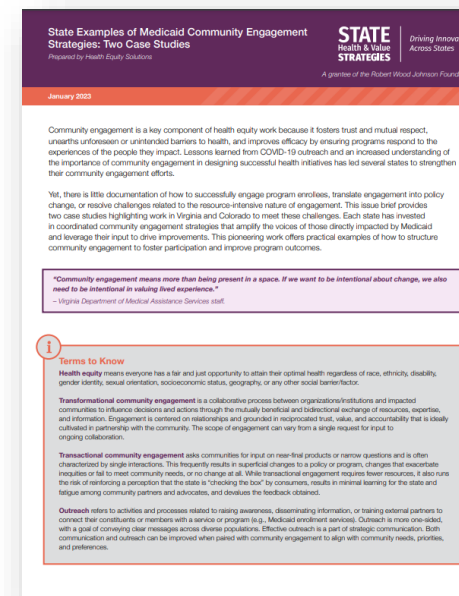 State Examples of Medicaid Community Engagement
Strategies: Two Case Studies
Prepared by Health Equity Solutions
STATE
Health & Value
STRATEGIES
Driving Innova
Across States
A grantee of the Robert Wood Johnson Found
January 2023
Community engagement is a key component of health equity work because it fosters trust and mutual respect,
unearths unforeseen or unintended barriers to health, and improves efficacy by ensuring programs respond to the
experiences of the people they impact. Lessons learned from COVID-19 outreach and an increased understanding of
the importance of community engagement in designing successful health initiatives has led several states to strengthen
their community engagement efforts.
Yet, there is little documentation of how to successfully engage program enrollees, translate engagement into policy
change, or resolve challenges related to the resource-intensive nature of engagement. This issue brief provides
two case studies highlighting work in Virginia and Colorado to meet these challenges. Each state has invested
in coordinated community engagement strategies that amplify the voices of those directly impacted by Medicaid
and leverage their input to drive improvements. This pioneering work offers practical examples of how to structure
community engagement to foster participation and improve program outcomes.
"Community engagement means more than being present in a space. If we want to be intentional about change, we also
need to be intentional in valuing lived experience."
– Virginia Department of Medical Assistance Services staff.
i
Terms to Know
Health equity means everyone has a fair and just opportunity to attain their optimal health regardless of race, ethnicity, disability,
gender identity, sexual orientation, socioeconomic status, geography, or any other social barrier/factor.
Transformational community engagement is a collaborative process between organizations/institutions and impacted
communities to influence decisions and actions through the mutually beneficial and bidirectional exchange of resources, expertise,
and information. Engagement is centered on relationships and grounded in reciprocated trust, value, and accountability that is ideally
cultivated in partnership with the community. The scope of engagement can vary from a single request for input to
ongoing collaboration.
Transactional community engagement asks communities for input on near-final products or narrow questions and is often
characterized by single interactions. This frequently results in superficial changes to a policy or program, changes that exacerbate
inequities or fail to meet community needs, or no change at all. While transactional engagement requires fewer resources, it also runs
the risk of reinforcing a perception that the state is "checking the box" by consumers, results in minimal learning for the state and
fatigue among community partners and advocates, and devalues the feedback obtained.
Outreach refers to activities and processes related to raising awareness, disseminating information, or training external partners to
connect their constituents or members with a service or program (e.g., Medicaid enrollment services). Outreach is more one-sided,
with a goal of conveying clear messages across diverse populations. Effective outreach is a part of strategic communication. Both
communication and outreach can be improved when paired with community engagement to align with community needs, priorities,
and preferences.